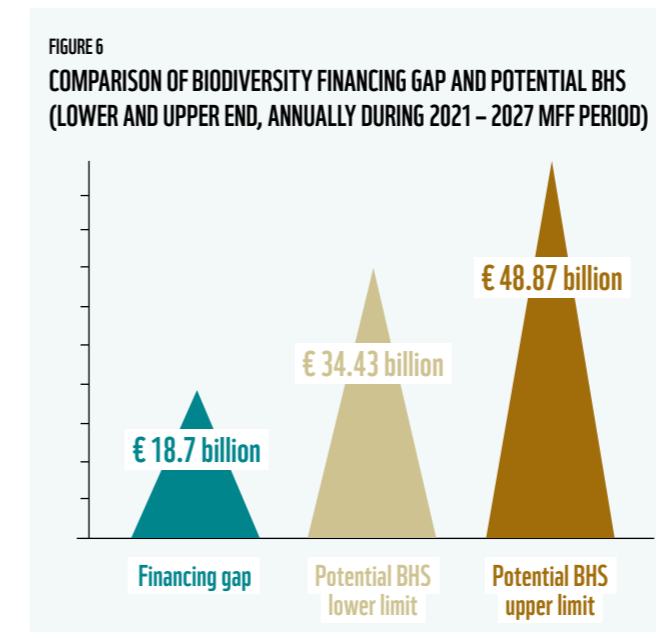 FIGURE 6
COMPARISON OF BIODIVERSITY FINANCING GAP AND POTENTIAL BHS
(LOWER AND UPPER END, ANNUALLY DURING 2021 – 2027 MFF PERIOD)
€ 48.87 billion
€ 34.43 billion
€ 18.7 billion
Financing gap
Potential BHS
lower limit
Potential BHS
upper limit